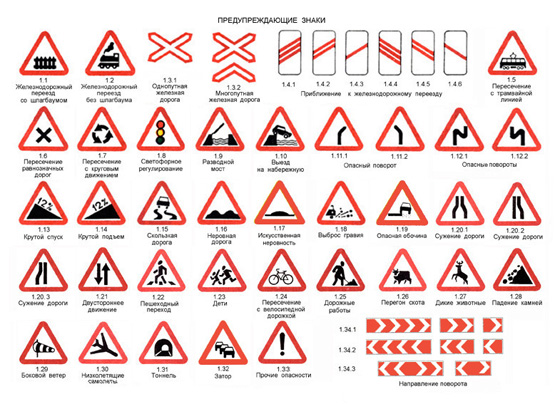 ПРЕДУПРЕЖДАЮЩИЕ ЗНАКИ
1.1
Железнодорожный
переезд
со шлагбаумом
1.2
Железнодорожный
переезд
без шлагбаума
1.3.1
Однопутная
железная
дорога
1.3.2
Многопутная
железная дорога
1.4.1
1.4.2
1.4.3
1.4.4
1.4.5
1.4.6
Приближение к железнодорожному переезду
1.5
Пересечение
с трамвайной
линией
1.6
Пересечение
равнозначных
дорог
1.7
Пересечение
с круговым
движением
1.8
Светофорное
регулирование
1.9
Разводной
мост
1.10
Выезд
на набережную
1.11.1
1.11.2
Опасный поворот
1.12.1
1.12.2
Опасные повороты
12%
1.13
Крутой спуск
12%
1.14
Крутой подъем
1.15
Скользкая
дорога
1.16
Неровная
дорога
1.17
Искусственная
неровность
1.18
Выброс гравия
1.19
Опасная обочина
1.20.1
Сужение дороги
1.20.2
Сужение дороги
1.20.3
Сужение дороги
1.21
Двустороннее
движение
1.22
Пешеходный
переход
1.23
Дети
1.24
Пересечение
с велосипедной
дорожкой
1.25
Дорожные
работы
1.26
Перегон скота
1.27
Дикие животные
1.28
Падение камней
1.29
Боковой ветер
1.30
Низколетящие
самолеты
1.31
Тоннель
1.32
Затор
1.33
Прочие опасности
1.34.1
1.34.2
1.34.3
Направление поворота